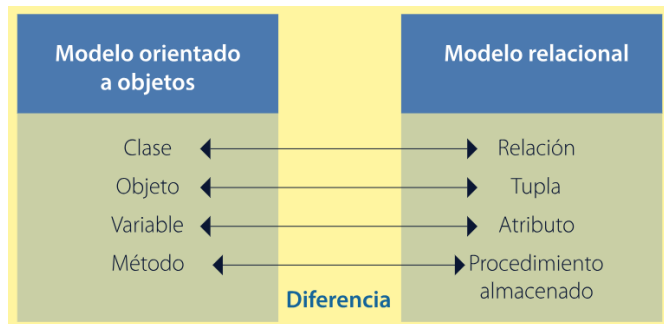 Modelo orientado
a objetos
Modelo relacional
Clase
Relación
Objeto
Tupla
Variable
Atributo
Método
Procedimiento
almacenado
Diferencia